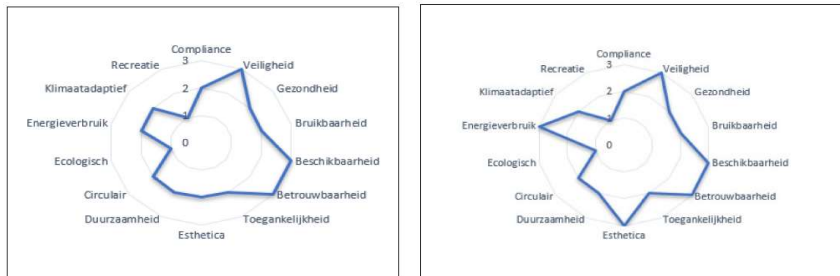 Compliance
3
Recreatie
Veiligheid
2
Klimaatadaptief
Gezondheid
1
Energieverbruik
Bruikbaarheid
0
Ecologisch
Beschikbaarheid
Circulair
Betrouwbaarheid
Duurzaamheid
Toegankelijkheid
Esthetica
Compliance
3
Recreatie
Veiligheid
2
Klimaatadaptief
Gezondheid
1
Energieverbruik
Bruikbaarheid
0
Ecologisch
Beschikbaarheid
Circulair
Betrouwbaarheid
Duurzaamheid
Toegankelijkheid
Esthetica